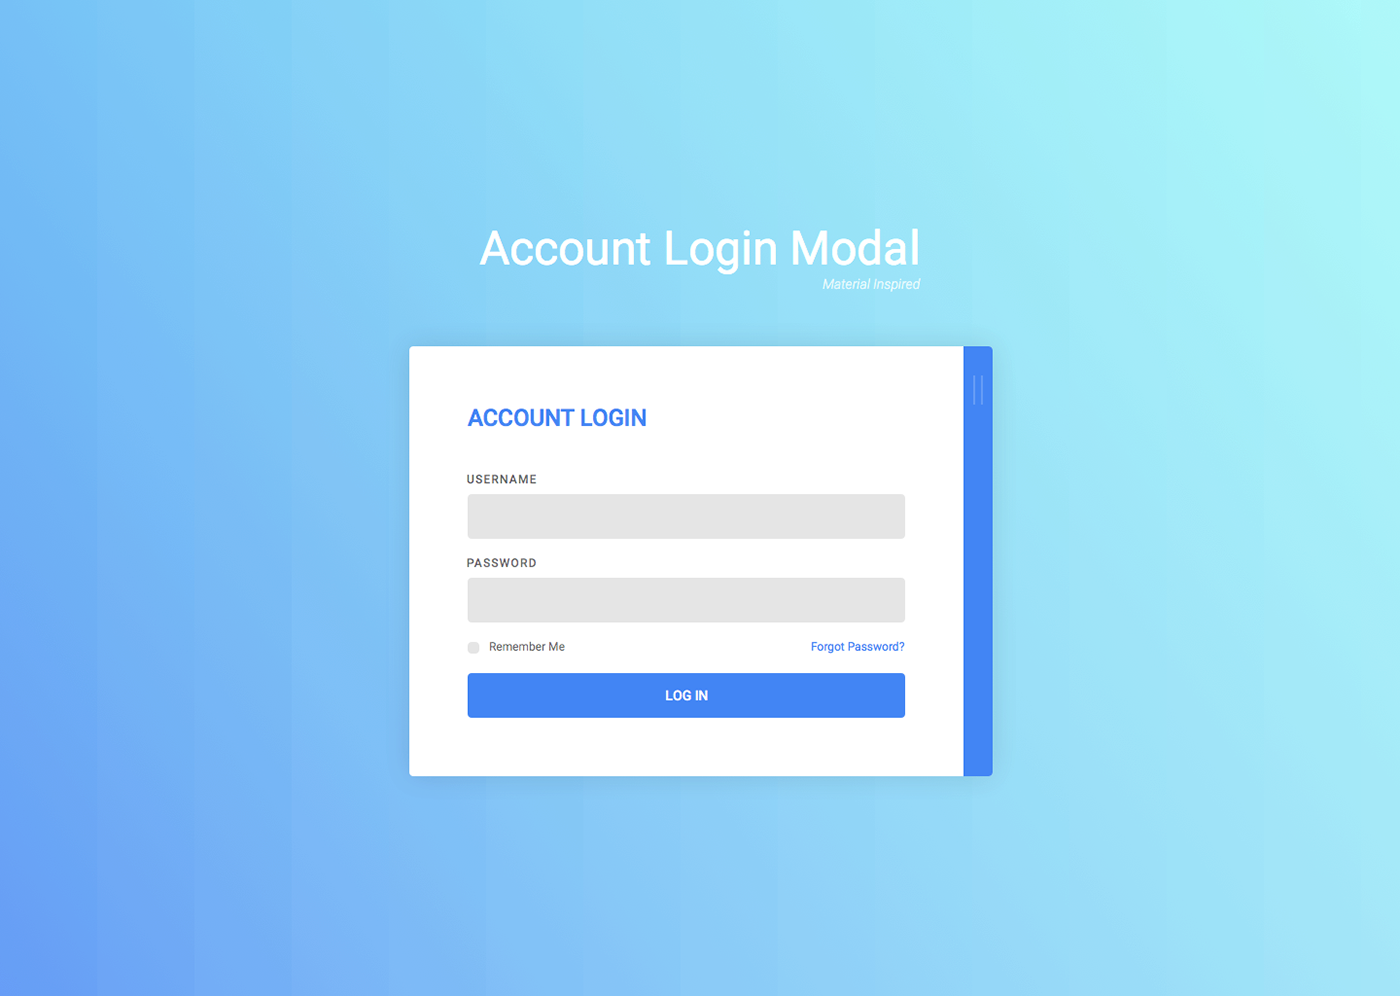 Account Login Modal
Material Inspired
ACCOUNT LOGIN
USERNAME
PASSWORD
Remember Me Forgot Password?
LOG IN